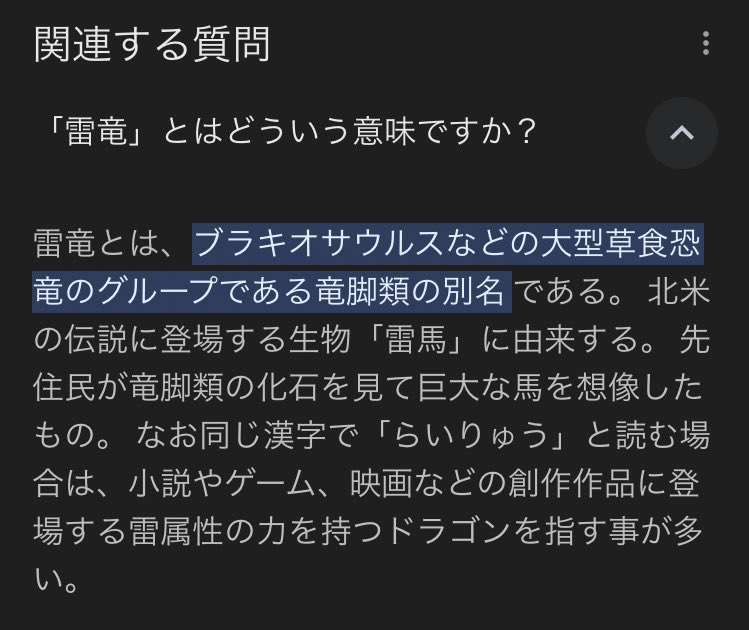 関連する質問
「雷竜」とはどういう意味ですか？
雷竜とは、ブラキオサウルスなどの大型草食恐
竜のグループである竜脚類の別名である。 北米
の伝説に登場する生物「雷馬」に由来する。 先
住民が竜脚類の化石を見て巨大な馬を想像した
もの。 なお同じ漢字で「らいりゅう」と読む場
合は、小説やゲーム、映画などの創作作品に登
場する雷属性の力を持つドラゴンを指す事が多
い。